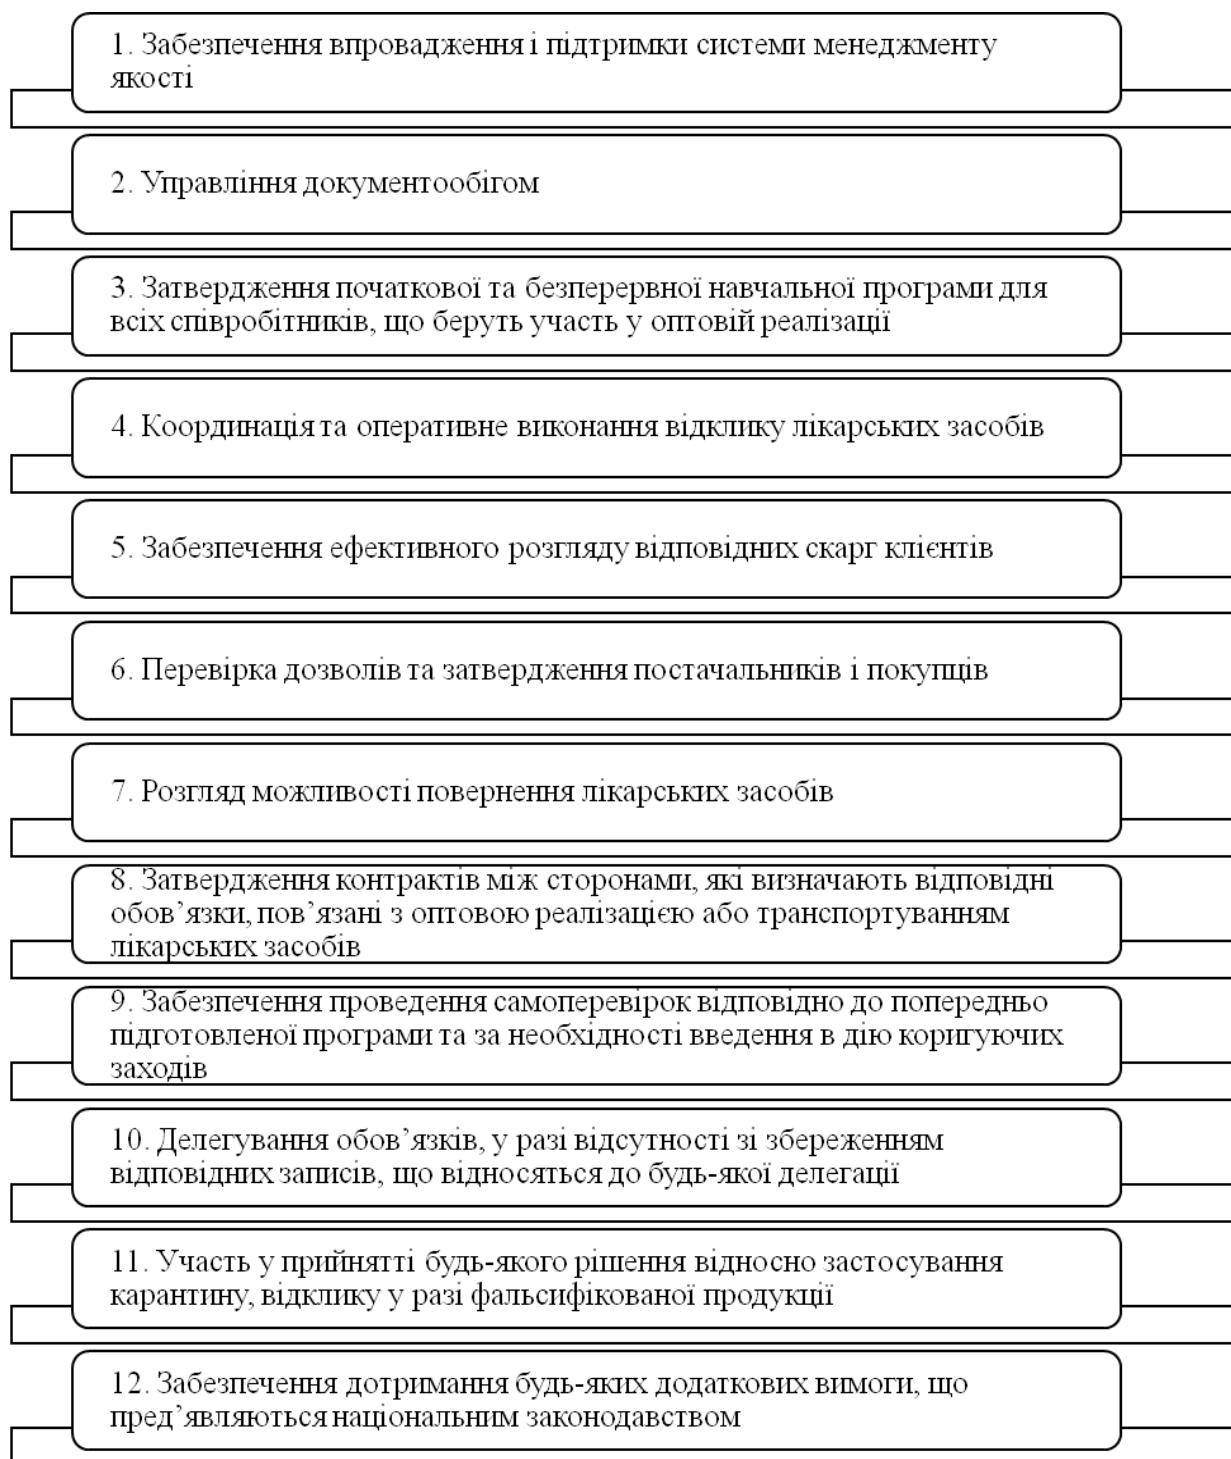 1. Забезпечення впровадження і підтримки системи менеджменту
якості
2. Управління документообігом
3. Затвердження початкової та безперервної навчальної програми для
всіх співробітників, що беруть участь у оптовій реалізації
4. Координація та оперативне виконання відклику лікарських засобів
5. Забезпечення ефективного розгляду відповідних скарг клієнтів
6. Перевірка дозволів та затвердження постачальників і покупців
7. Розгляд можливості повернення лікарських засобів
8. Затвердження контрактів між сторонами, які визначають відповідні
обов’язки, пов’язані з оптовою реалізацією або транспортуванням
лікарських засобів
9. Забезпечення проведення самоперевірок відповідно до попередньо
підготовленої програми та за необхідності введення в дію коригуючих
заходів
10. Делегування обов’язків, у разі відсутності зі збереженням
відповідних записів, що відносяться до будь-якої делегації
11. Участь у прийнятті будь-якого рішення відносно застосування
карантину, відклику у разі фальсифікованої продукції
12. Забезпечення дотримання будь-яких додаткових вимоги, що
пред’являються національним законодавством